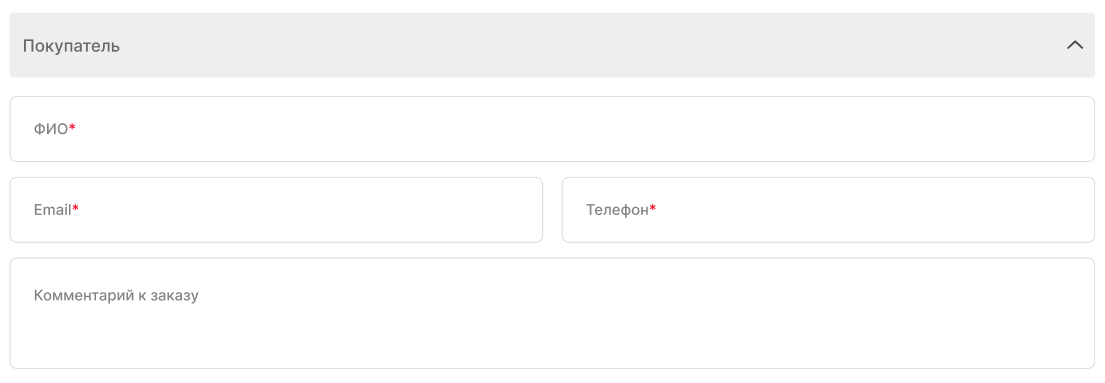 Покупатель
ФИО*
Email*
Телефон*
Комментарий к заказу